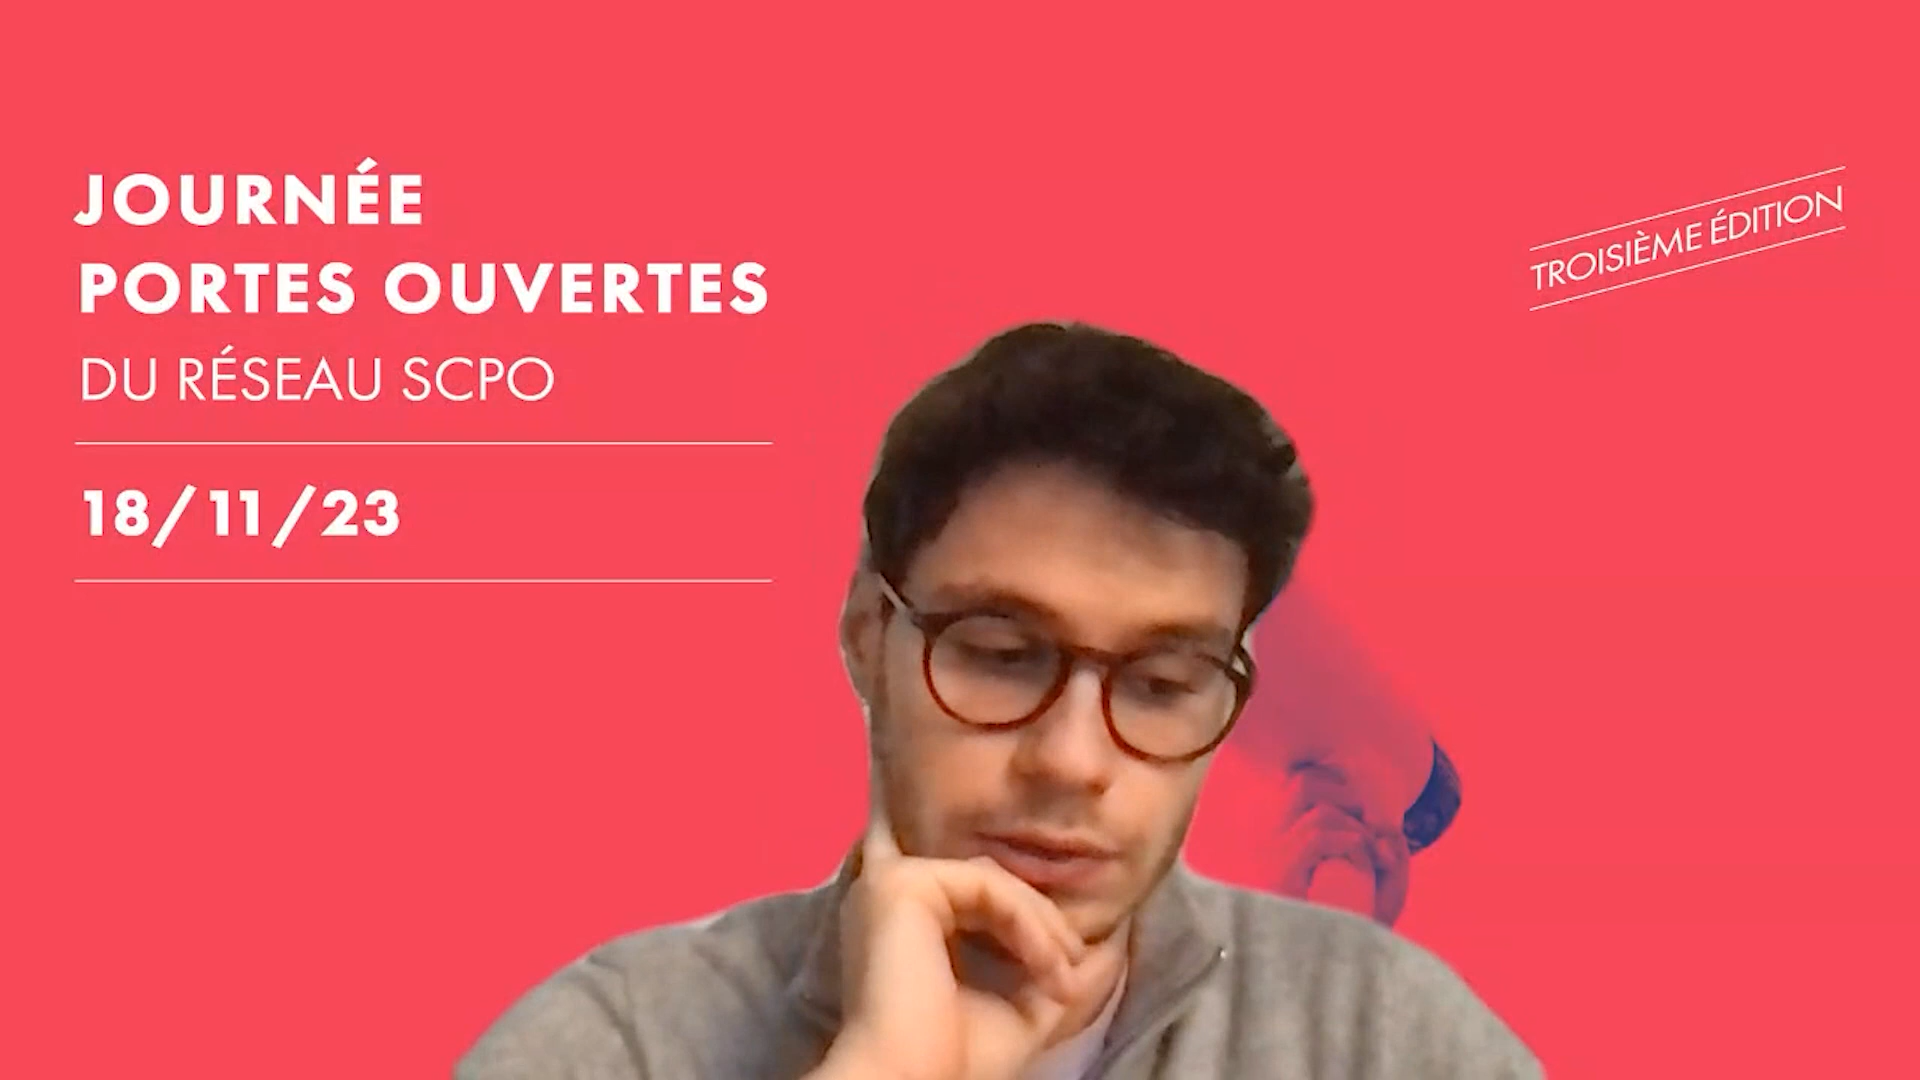 JOURNÉE
PORTES OUVERTES
DU RÉSEAU SCPO
18/11/23
TROISIÈME ÉDITION